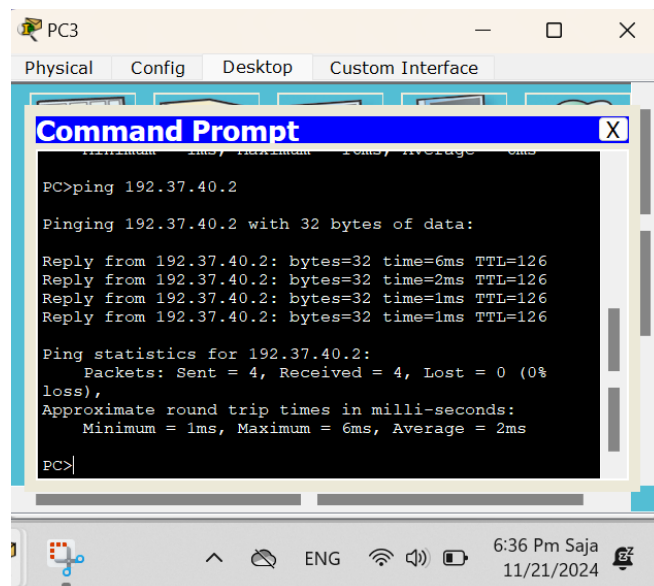 PC3
Physical Config Desktop Custom Interface
Command Prompt X
PC>ping 192.37.40.2
Pinging 192.37.40.2 with 32 bytes of data:
Reply from 192.37.40.2: bytes=32 time=6ms TTL=126
Reply from 192.37.40.2: bytes=32 time=2ms TTL=126
Reply from 192.37.40.2: bytes=32 time=1ms TTL=126
Reply from 192.37.40.2: bytes=32 time=1ms TTL=126
Ping statistics for 192.37.40.2:
Packets: Sent = 4, Received = 4, Lost = 0 (0%
loss),
Approximate round trip times in milli-seconds:
Minimum = 1ms, Maximum = 6ms, Average = 2ms
PC>
ENG
6:36 Pm Saja
11/21/2024